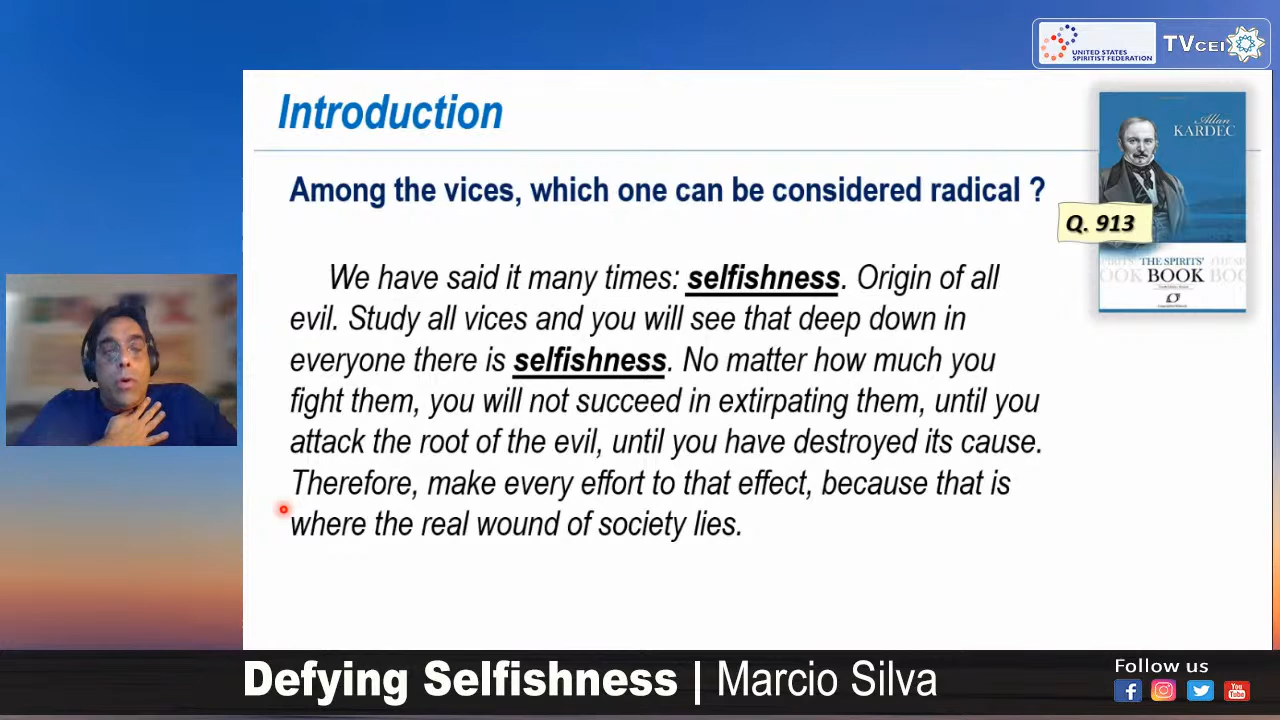 UNITED STATES
SPIRITIST FEDERATION
TVCEI
Introduction
Allan
KARDEC
Among the vices, which one can be considered radical ?
Q. 913
We have said it many times: selfishness. Origin of all
evil. Study all vices and you will see that deep down in
everyone there is selfishness. No matter how much you
fight them, you will not succeed in extirpating them, until you
attack the root of the evil, until you have destroyed its cause.
Therefore, make every effort to that effect, because that is
where the real wound of society lies.
THE SPIRITS'
BOOK
Defying Selfishness | Marcio Silva
Follow us
You
Tube